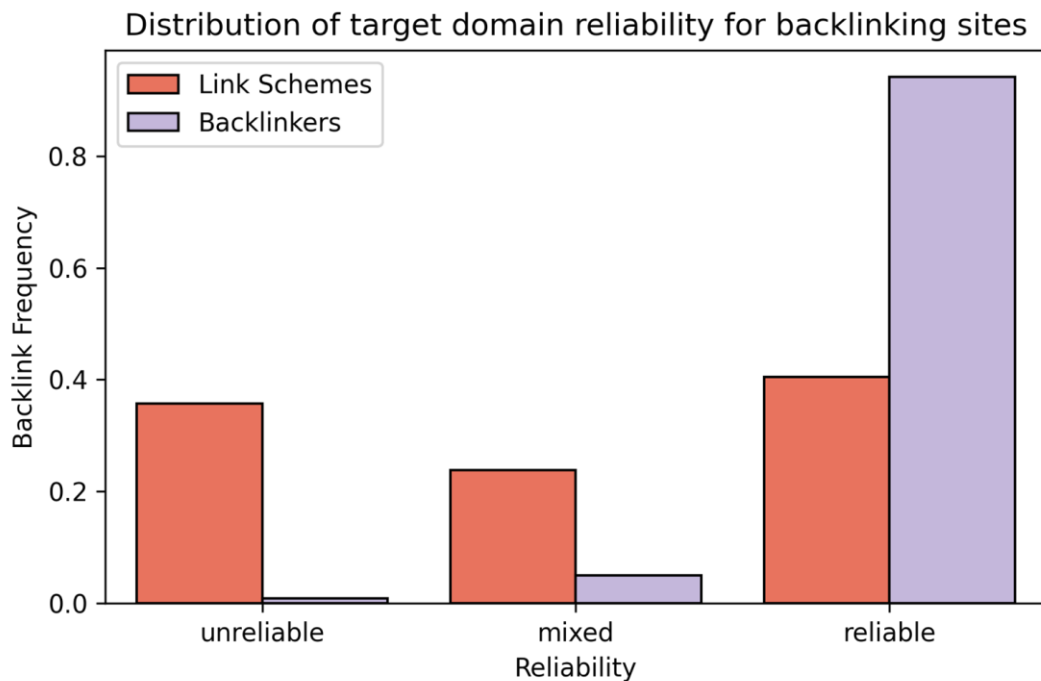 Distribution of target domain reliability for backlinking sites
Link Schemes
Backlinkers
Backlink Frequency
0.8
0.6
0.4
0.2
0.0
unreliable
mixed
reliable
Reliability